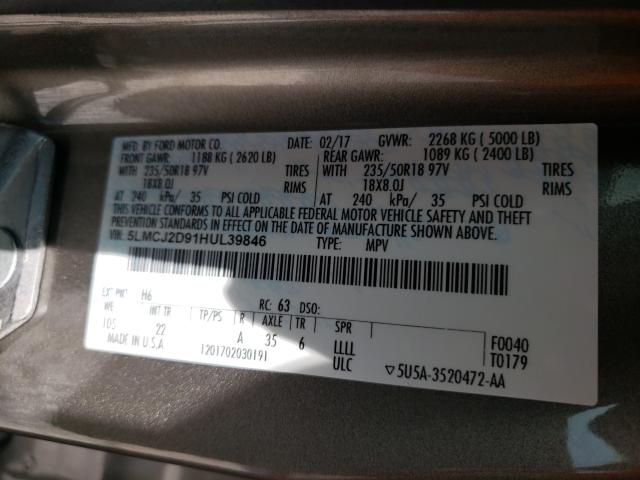 MFD. BY FORD MOTOR CO. 02/17 GVWR: 2268 KG ( 5000 LB)
FRONT GAWR: 1188 KG ( 2620 LB) REAR GAWR: 1089 KG ( 2400 LB)
WITH 235/50R18 97V TIRES WITH 235/50R18 97V TIRES
18X8.0J RIMS 18X8.0J RIMS
AT 240 kPa/ 35 PSI COLD AT 240 kPa/ 35 PSI COLD
THIS VEHICLE CONFORMS TO ALL APPLICABLE FEDERAL MOTOR VEHICLE SAFETY AND THEFT
PREVENTION STANDARDS IN EFFECT ON THE DATE OF MANUFACTURE SHOWN ABOVE.
VIN: 5LMCJ2D91HUL39846 TYPE: MPV
EXT PNT: H6 RC: 63 DSO:
WB INT TR TP/PS R AXLE TR SPR
105 22 A 35 6 LLLL F0040
MADE IN U.S.A. 1201702030191 ULC T0179
▽5U5A-3520472-AA